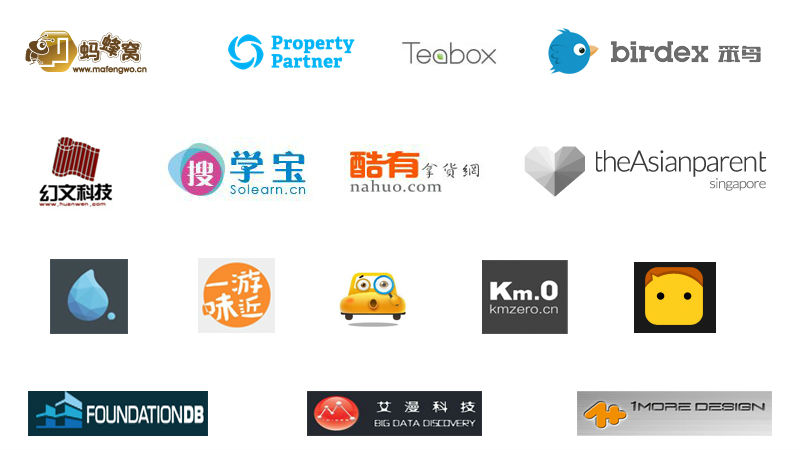 蚂蜂窝
www.mafengwo.cn
Property
Partner
Teabox
birdex 笨鸟
幻文科技
www.huanwen.com
搜 学宝
Solearn.cn
酷有 拿货網
nahuo.com
theAsianparent
singapore
一游
味近
Km.0
kmzero.cn
FOUNDATIONDB
艾漫科技
BIG DATA DISCOVERY
1MORE DESIGN